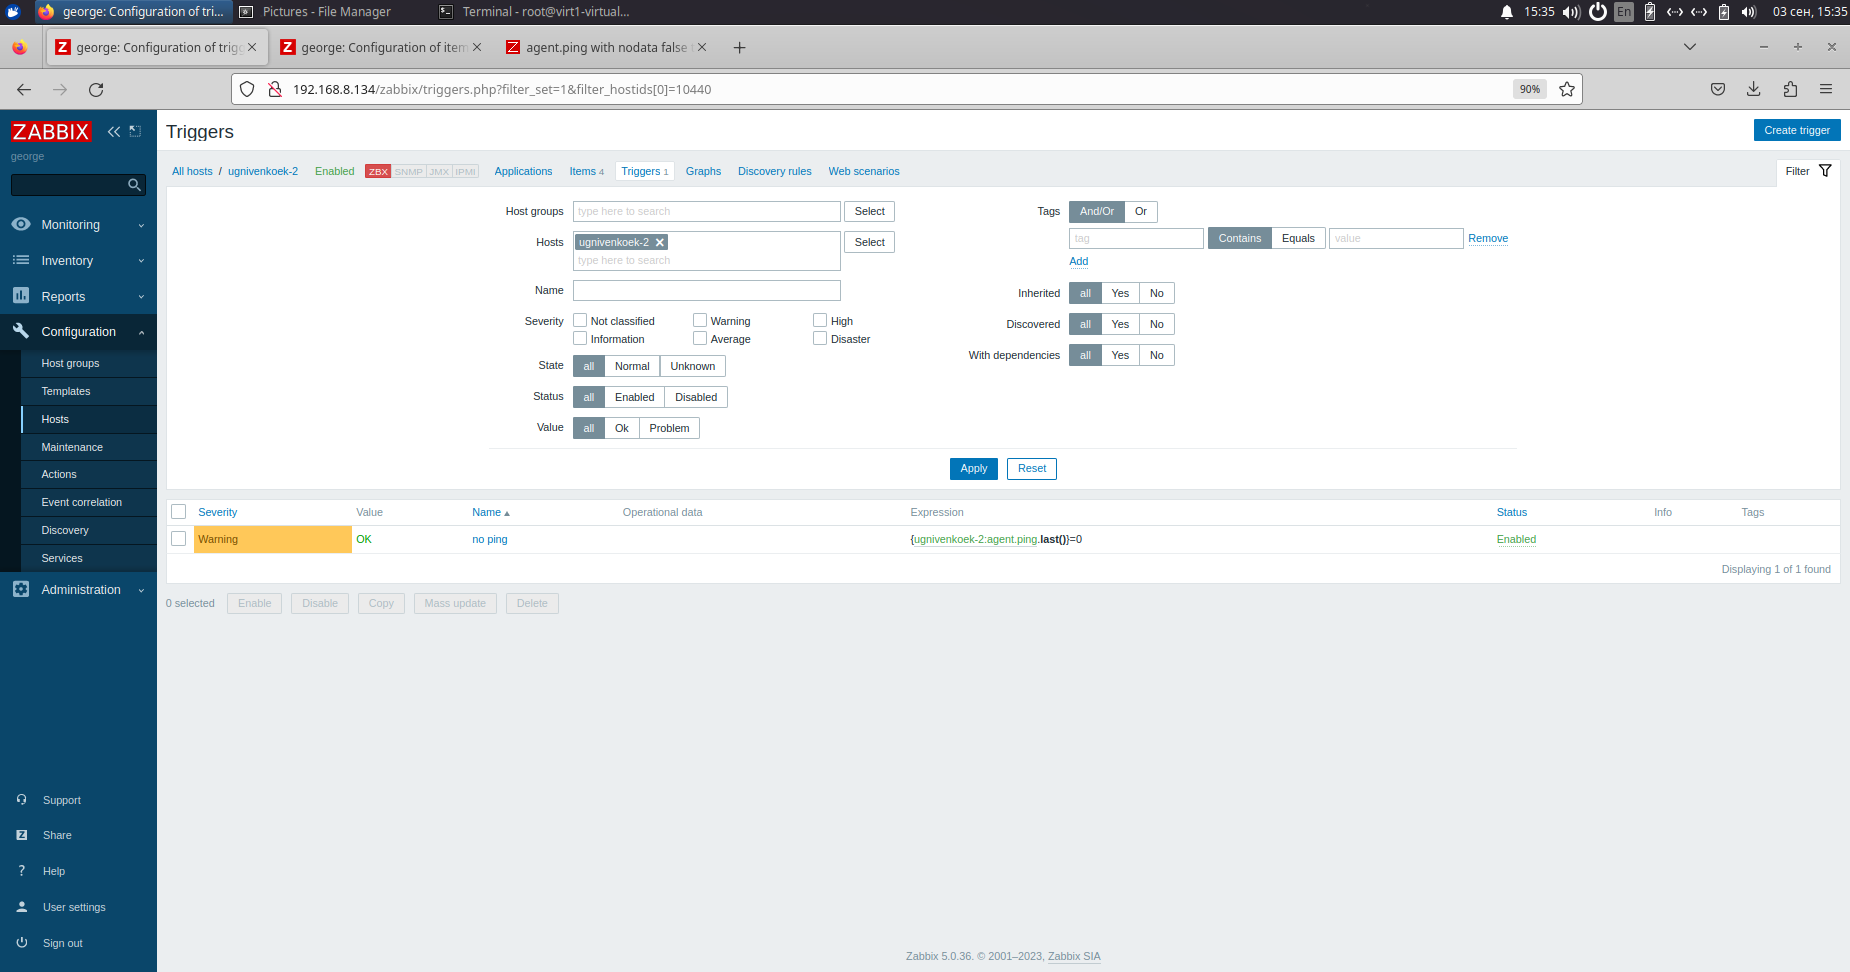 george: Configuration of tri... Pictures - File Manager Terminal - root@virt1-virtual... 15:35 En 03 сен, 15:35
george: Configuration of trigg george: Configuration of item agent.ping with nodata false
192.168.8.134/zabbix/triggers.php?filter_set=1&filter_hostids[0]=10440 90%
ZABBIX
george
Monitoring
Inventory
Reports
Configuration
Host groups
Templates
Hosts
Maintenance
Actions
Event correlation
Discovery
Services
Administration
Support
Share
Help
User settings
Sign out
Triggers Create trigger
All hosts / ugnivenkoek-2 Enabled ZBX SNMP JMX IPMI Applications Items 4 Triggers 1 Graphs Discovery rules Web scenarios Filter
Host groups type here to search Select
Hosts ugnivenkoek-2 Select
type here to search
Name
Severity Not classified Warning High
Information Average Disaster
State all Normal Unknown
Status all Enabled Disabled
Value all Ok Problem
Tags And/Or Or
tag Contains Equals value Remove
Add
Inherited all Yes No
Discovered all Yes No
With dependencies all Yes No
Apply Reset
Severity Value Name Operational data Expression Status Info Tags
Warning OK no ping {ugnivenkoek-2:agent.ping.last()}=0 Enabled
Displaying 1 of 1 found
0 selected Enable Disable Copy Mass update Delete
Zabbix 5.0.36. © 2001–2023, Zabbix SIA